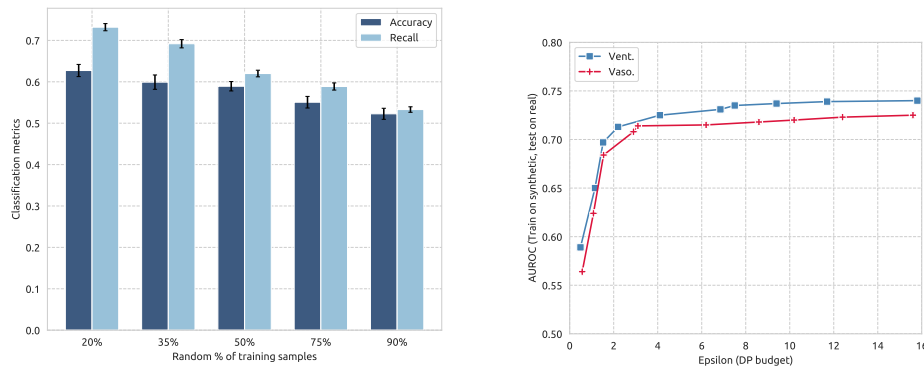 Accuracy
Recall
0.7
0.6
0.5
0.4
0.3
0.2
0.1
0.0
Classification metrics
20% 35% 50% 75% 90%
Random % of training samples
Vent.
Vaso.
0.80
0.75
0.70
0.65
0.60
0.55
0.50
AUROC (Train on synthetic, test on real)
0 2 4 6 8 10 12 14 16
Epsilon (DP budget)